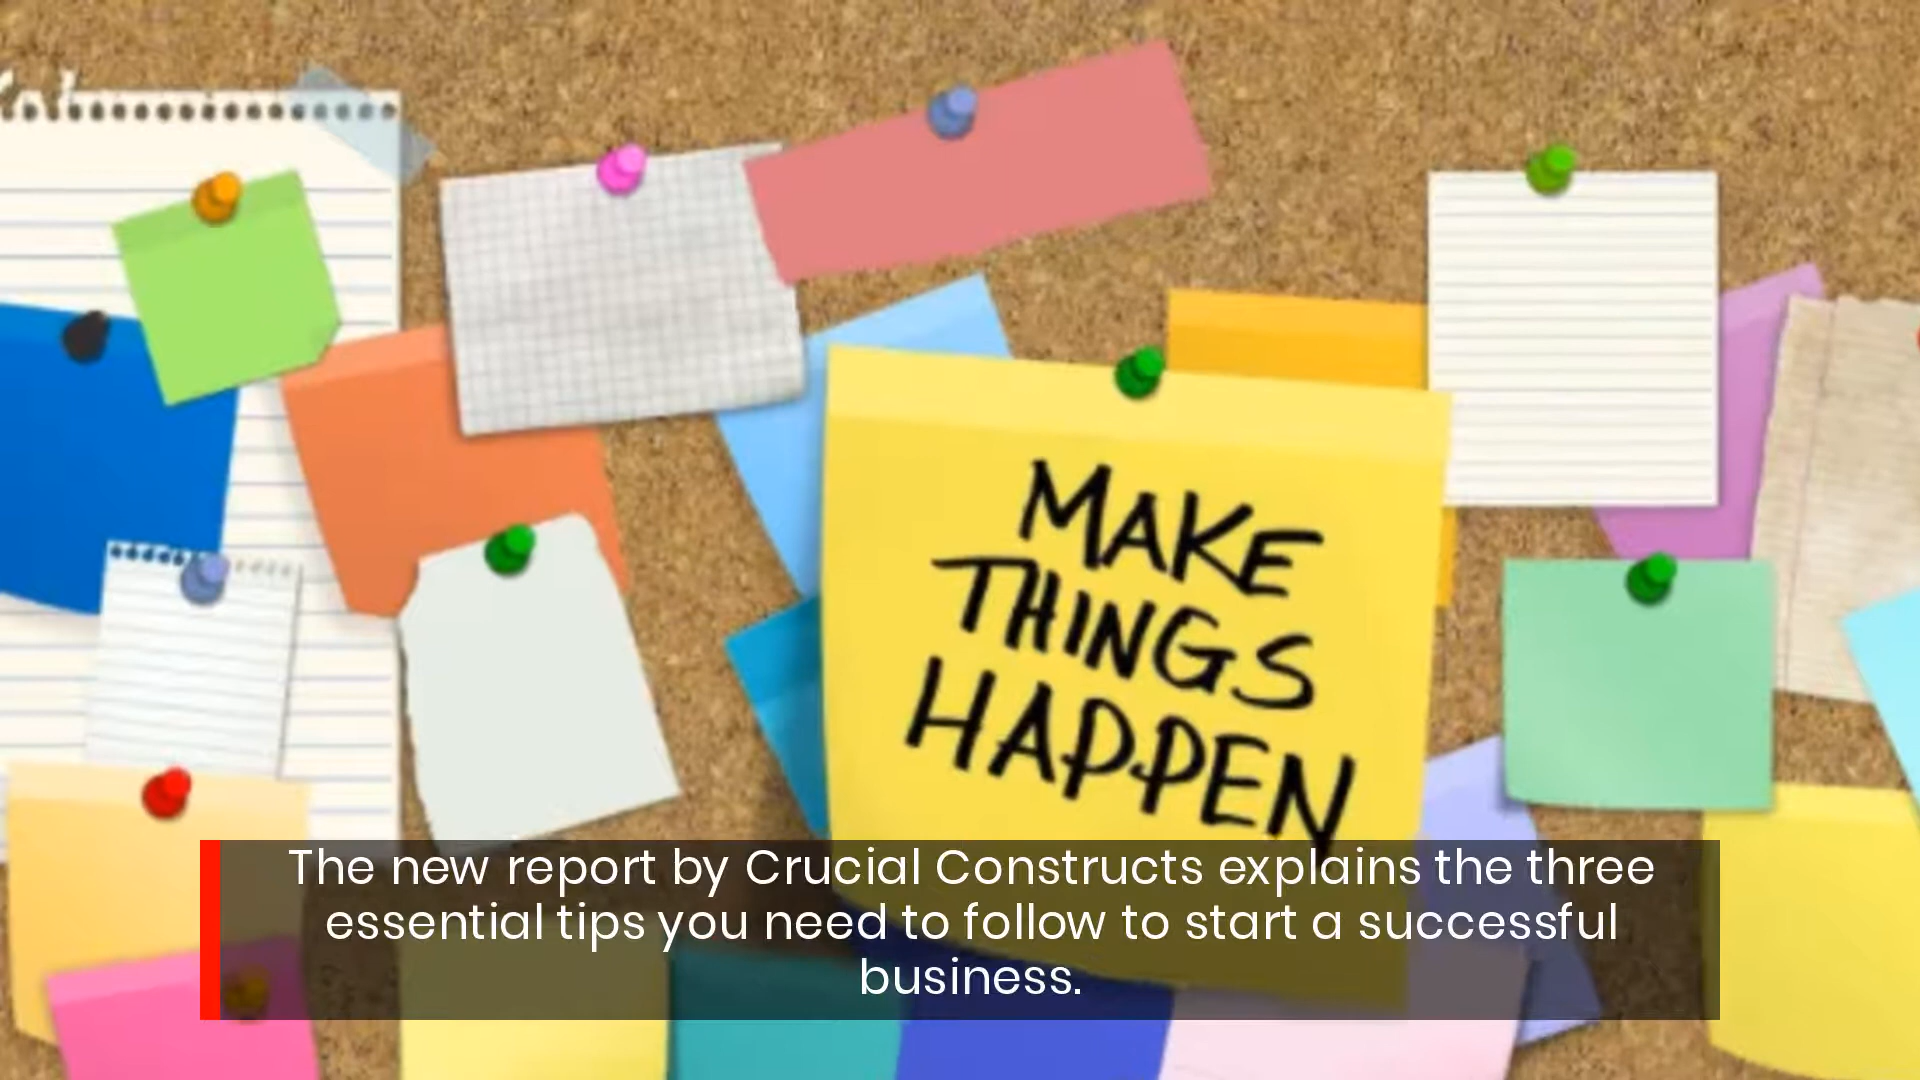 MAKE
THINGS
HAPPEN
The new report by Crucial Constructs explains the three
essential tips you need to follow to start a successful
business.